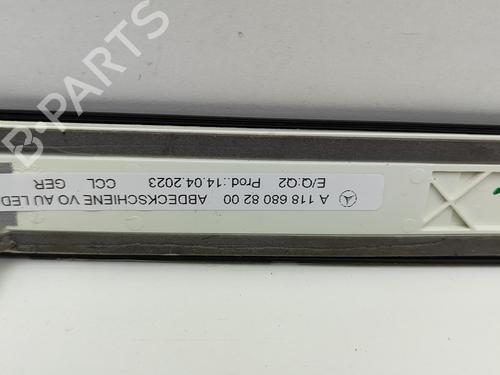 B-PARTS
A 118 680 82 00 ABDECKSCHIENE VO AU LED
E/Q:Q2 Prod.:14.04.2023 CCL GER